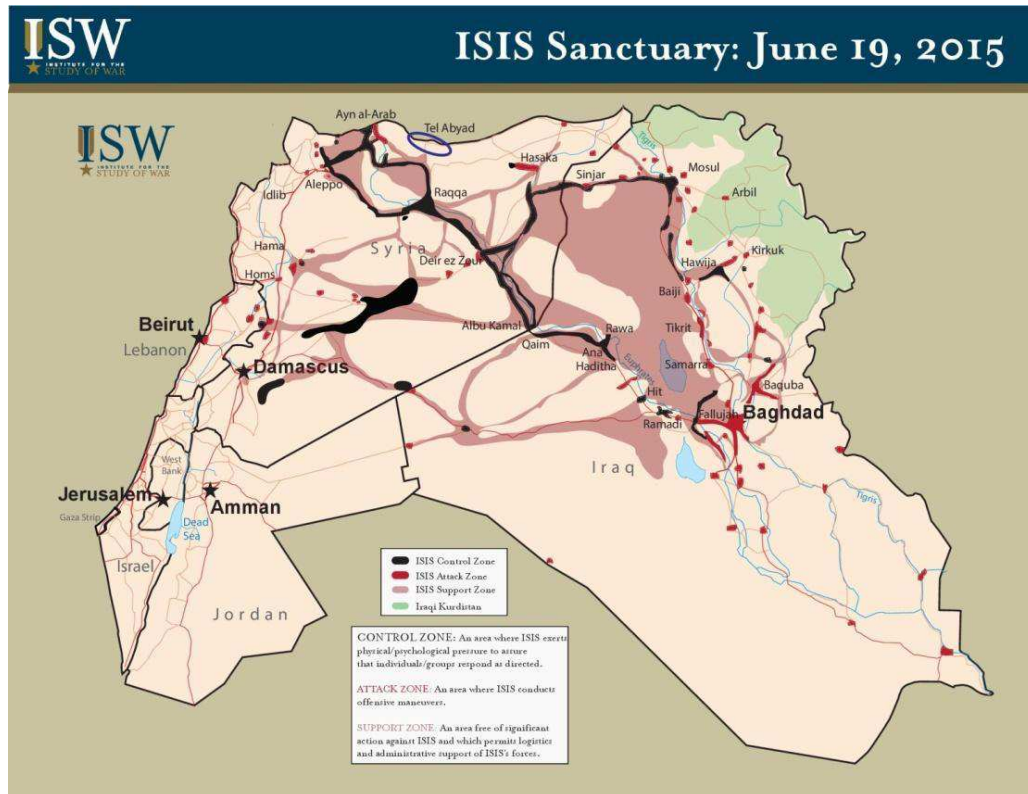 ISW
INSTITUTE FOR THE
STUDY OF WAR
ISIS Sanctuary: June 19, 2015
ISW
INSTITUTE FOR THE
STUDY OF WAR
Ayn al-Arab
Tel Abyad
Tigris
Hasaka
Mosul
Sinjar
Aleppo
Arbil
Raqqa
Idlib
Syria
Hama
Kirkuk
Deir ez Zour
Hawija
Homs
Baiji
Beirut
Albu Kamal
Rawa
Tikrit
Lebanon
Qaim
Ana
Haditha
Euphrates
Samarra
Damascus
Hit
Baquba
Fallujah
Baghdad
Ramadi
West
Bank
Iraq
Jerusalem
Tigris
Amman
Gaza Strip
Dead
Sea
Israel
Jordan
ISIS Control Zone
ISIS Attack Zone
ISIS Support Zone
Iraqi Kurdistan
CONTROL ZONE: An area where ISIS exerts
physical/psychological pressure to assure
that individuals/groups respond as directed.
ATTACK ZONE: An area where ISIS conducts
offensive maneuvers.
SUPPORT ZONE: An area free of significant
action against ISIS and which permits logistics
and administrative support of ISIS's forces.